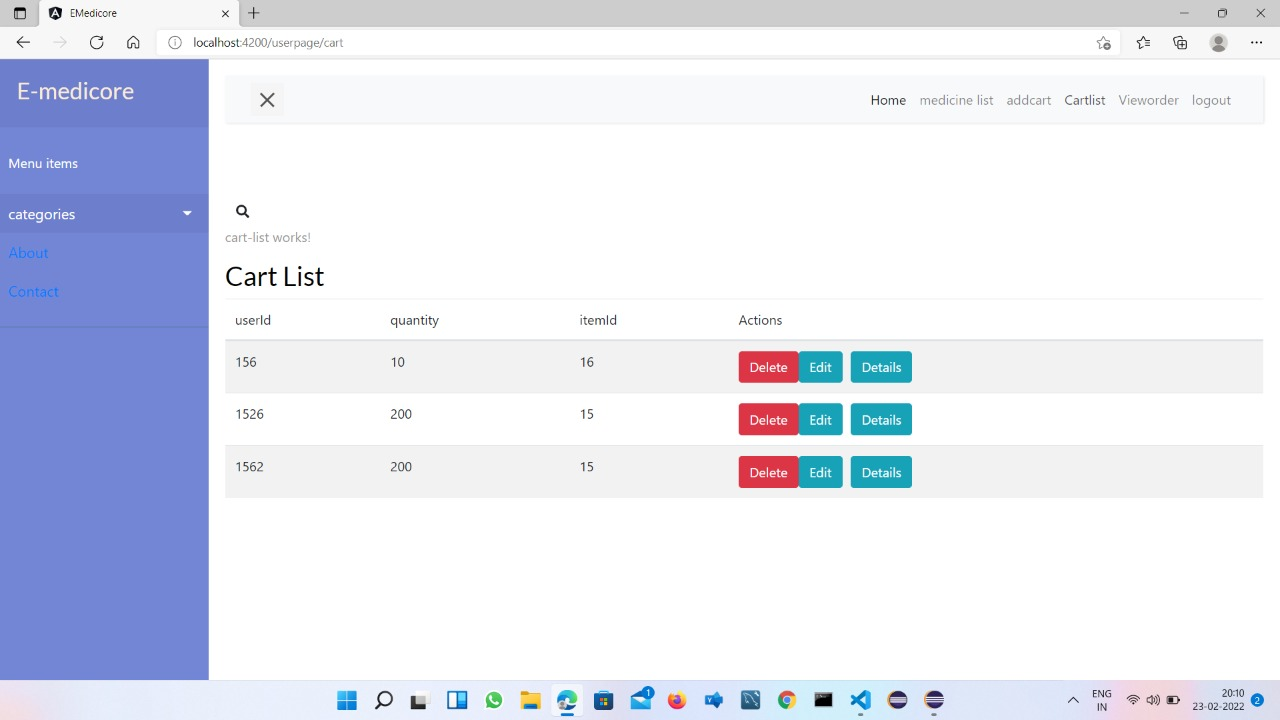 EMedicore
localhost:4200/userpage/cart
E-medicore
Home medicine list addcart Cartlist Vieworder logout
Menu items
categories
About
Contact
cart-list works!
Cart List
userId quantity itemId Actions
156 10 16 Delete Edit Details
1526 200 15 Delete Edit Details
1562 200 15 Delete Edit Details
1
ENG
IN
20:10
23-02-2022
2